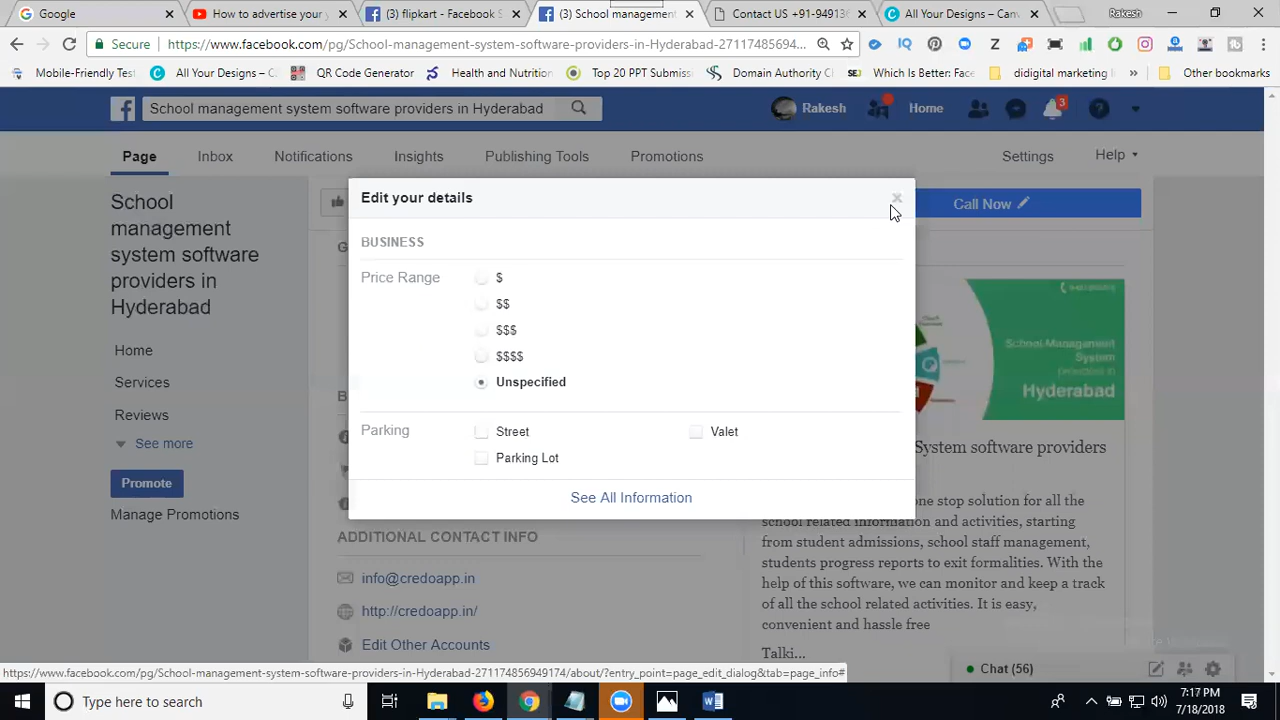 Google
How to advertise your
(3) flipkart - Facebook S
(3) School management
Contact US +91-94913
All Your Designs – Can
Rakesh
Secure
https://www.facebook.com/pg/School-management-system-software-providers-in-Hyderabad-27117485694...
Mobile-Friendly Test
All Your Designs – Ca
QR Code Generator
Health and Nutrition
Top 20 PPT Submiss
Domain Authority C
Which Is Better: Face
didigital marketing l
»
Other bookmarks
School management system software providers in Hyderabad
Rakesh
Home
3
Page
Inbox
Notifications
Insights
Publishing Tools
Promotions
Settings
Help
School
management
system software
providers in
Hyderabad
Home
Services
Reviews
See more
Promote
Manage Promotions
Edit your details
BUSINESS
Price Range
$
$$
$$$
$$$$
Unspecified
Parking
Street
Valet
Parking Lot
See All Information
Call Now
School-Management
System
Hyderabad
System software providers
one stop solution for all the
school related information and activities, starting
from student admissions, school staff management,
students progress reports to exit formalities. With the
help of this software, we can monitor and keep a track
of all the school related activities. It is easy,
convenient and hassle free
Talki...
ADDITIONAL CONTACT INFO
info@credoapp.in
http://credoapp.in/
Edit Other Accounts
https://www.facebook.com/pg/School-management-system-software-providers-in-Hyderabad-271174856949174/about/?entry_point=page_edit_dialog&tab=page_info#
Chat (56)
Type here to search
7:17 PM
7/18/2018